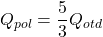 Q_{pol} = \frac{5}{3} Q_{otd}